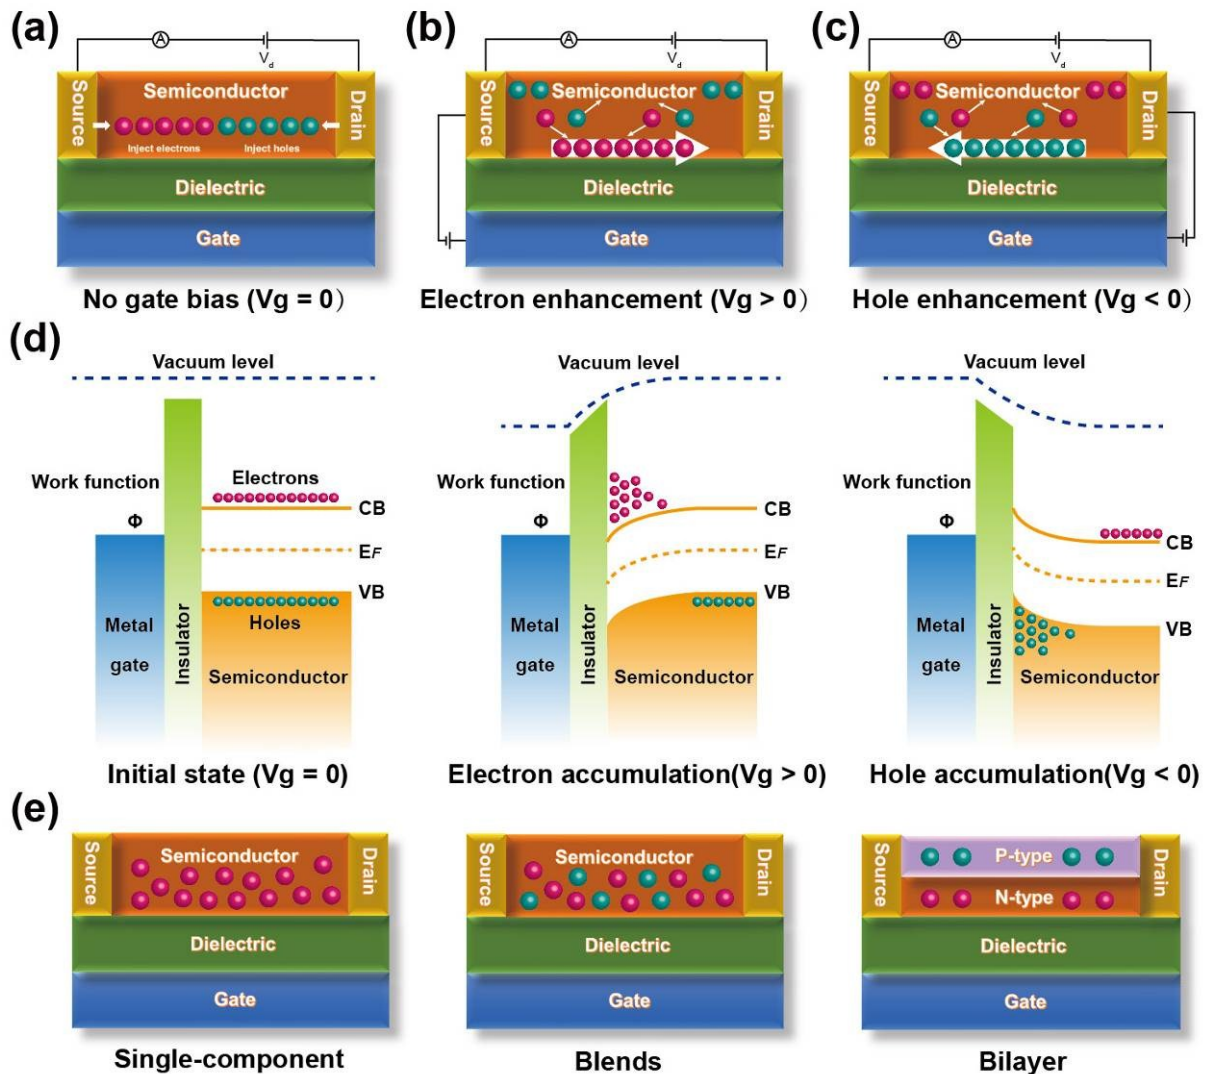 (a)
A
Vd
Source
Semiconductor
Drain
Inject electrons
Inject holes
Dielectric
Gate
No gate bias (Vg = 0)
(b)
A
Vd
Source
Semiconductor
Drain
Dielectric
Gate
Electron enhancement (Vg > 0)
(c)
A
Vd
Source
Semiconductor
Drain
Dielectric
Gate
Hole enhancement (Vg < 0)
(d)
Vacuum level
Work function
Φ
Electrons
CB
EF
VB
Holes
Metal
gate
Insulator
Semiconductor
Initial state (Vg = 0)
Vacuum level
Work function
Φ
CB
EF
VB
Metal
gate
Insulator
Semiconductor
Electron accumulation(Vg > 0)
Vacuum level
Work function
Φ
CB
EF
VB
Metal
gate
Insulator
Semiconductor
Hole accumulation(Vg < 0)
(e)
Source
Semiconductor
Drain
Dielectric
Gate
Single-component
Source
Semiconductor
Drain
Dielectric
Gate
Blends
Source
P-type
N-type
Drain
Dielectric
Gate
Bilayer